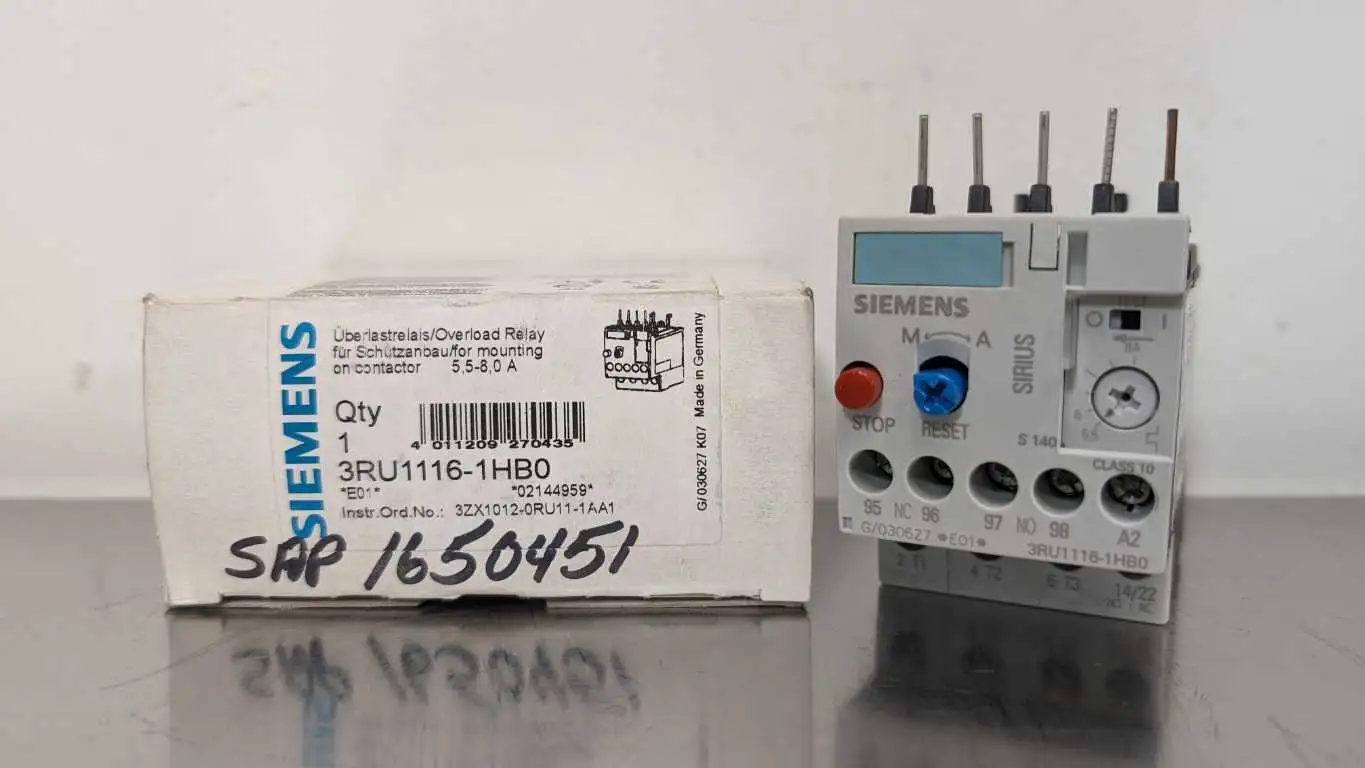 SIEMENS
Überlastrelais/Overload Relay
für Schützanbau/for mounting
on contactor 5,5-8,0 A
Qty
1
4 011209 270435
3RU1116-1HB0
*E01* *02144959*
Instr.Ord.No.: 3ZX1012-0RU11-1AA1
G/030627 K07 Made in Germany
SAP 1650451
SIEMENS
M A
SIRIUS
O I
STOP RESET
S 140
CLASS 10
95 NC 96 97 NO 98 A2
G/030627 *E01* 3RU1116-1HB0
2 T1 4 T2 6 T3 14/22
NO / NC